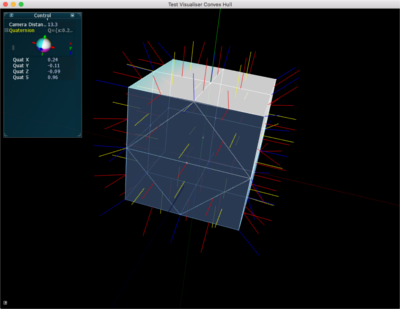 Test Visualiser Convex Hull
Control
Camera Distan... 13.2
Quaternion Q={x:0.2...
Quat X 0.24
Quat Y -0.11
Quat Z -0.09
Quat S 0.96